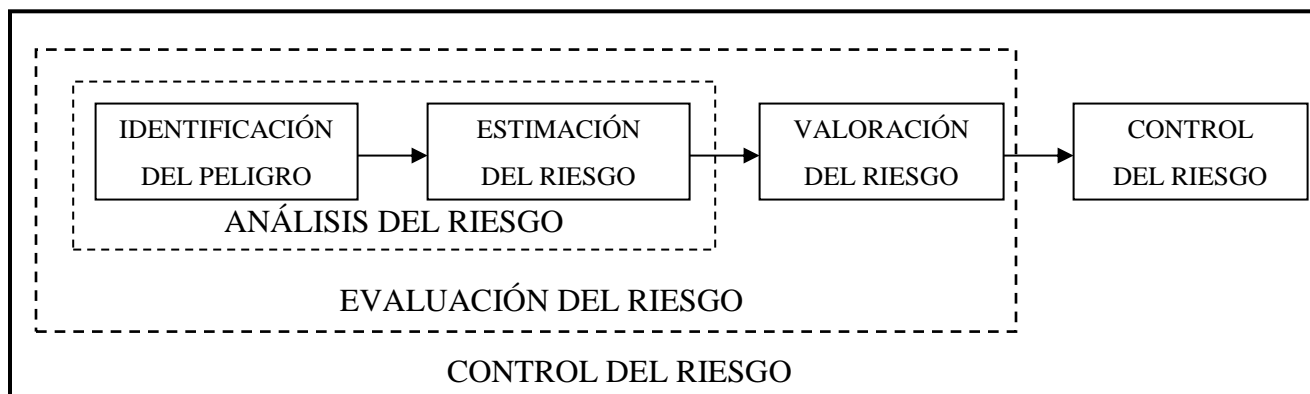 IDENTIFICACIÓN
DEL PELIGRO
ESTIMACIÓN
DEL RIESGO
VALORACIÓN
DEL RIESGO
CONTROL
DEL RIESGO
ANÁLISIS DEL RIESGO
EVALUACIÓN DEL RIESGO
CONTROL DEL RIESGO